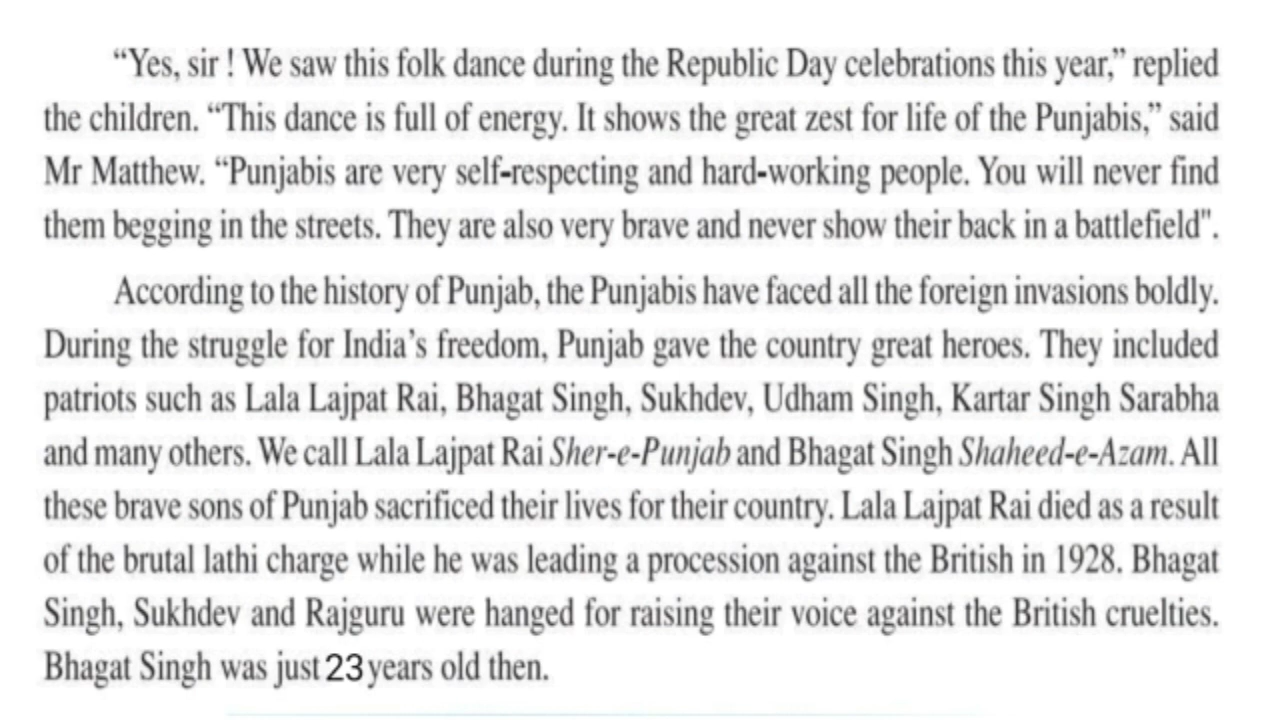 “Yes, sir ! We saw this folk dance during the Republic Day celebrations this year,” replied
the children. “This dance is full of energy. It shows the great zest for life of the Punjabis,” said
Mr Matthew. “Punjabis are very self-respecting and hard-working people. You will never find
them begging in the streets. They are also very brave and never show their back in a battlefield".
According to the history of Punjab, the Punjabis have faced all the foreign invasions boldly.
During the struggle for India’s freedom, Punjab gave the country great heroes. They included
patriots such as Lala Lajpat Rai, Bhagat Singh, Sukhdev, Udham Singh, Kartar Singh Sarabha
and many others. We call Lala Lajpat Rai Sher-e-Punjab and Bhagat Singh Shaheed-e-Azam. All
these brave sons of Punjab sacrificed their lives for their country. Lala Lajpat Rai died as a result
of the brutal lathi charge while he was leading a procession against the British in 1928. Bhagat
Singh, Sukhdev and Rajguru were hanged for raising their voice against the British cruelties.
Bhagat Singh was just 23 years old then.